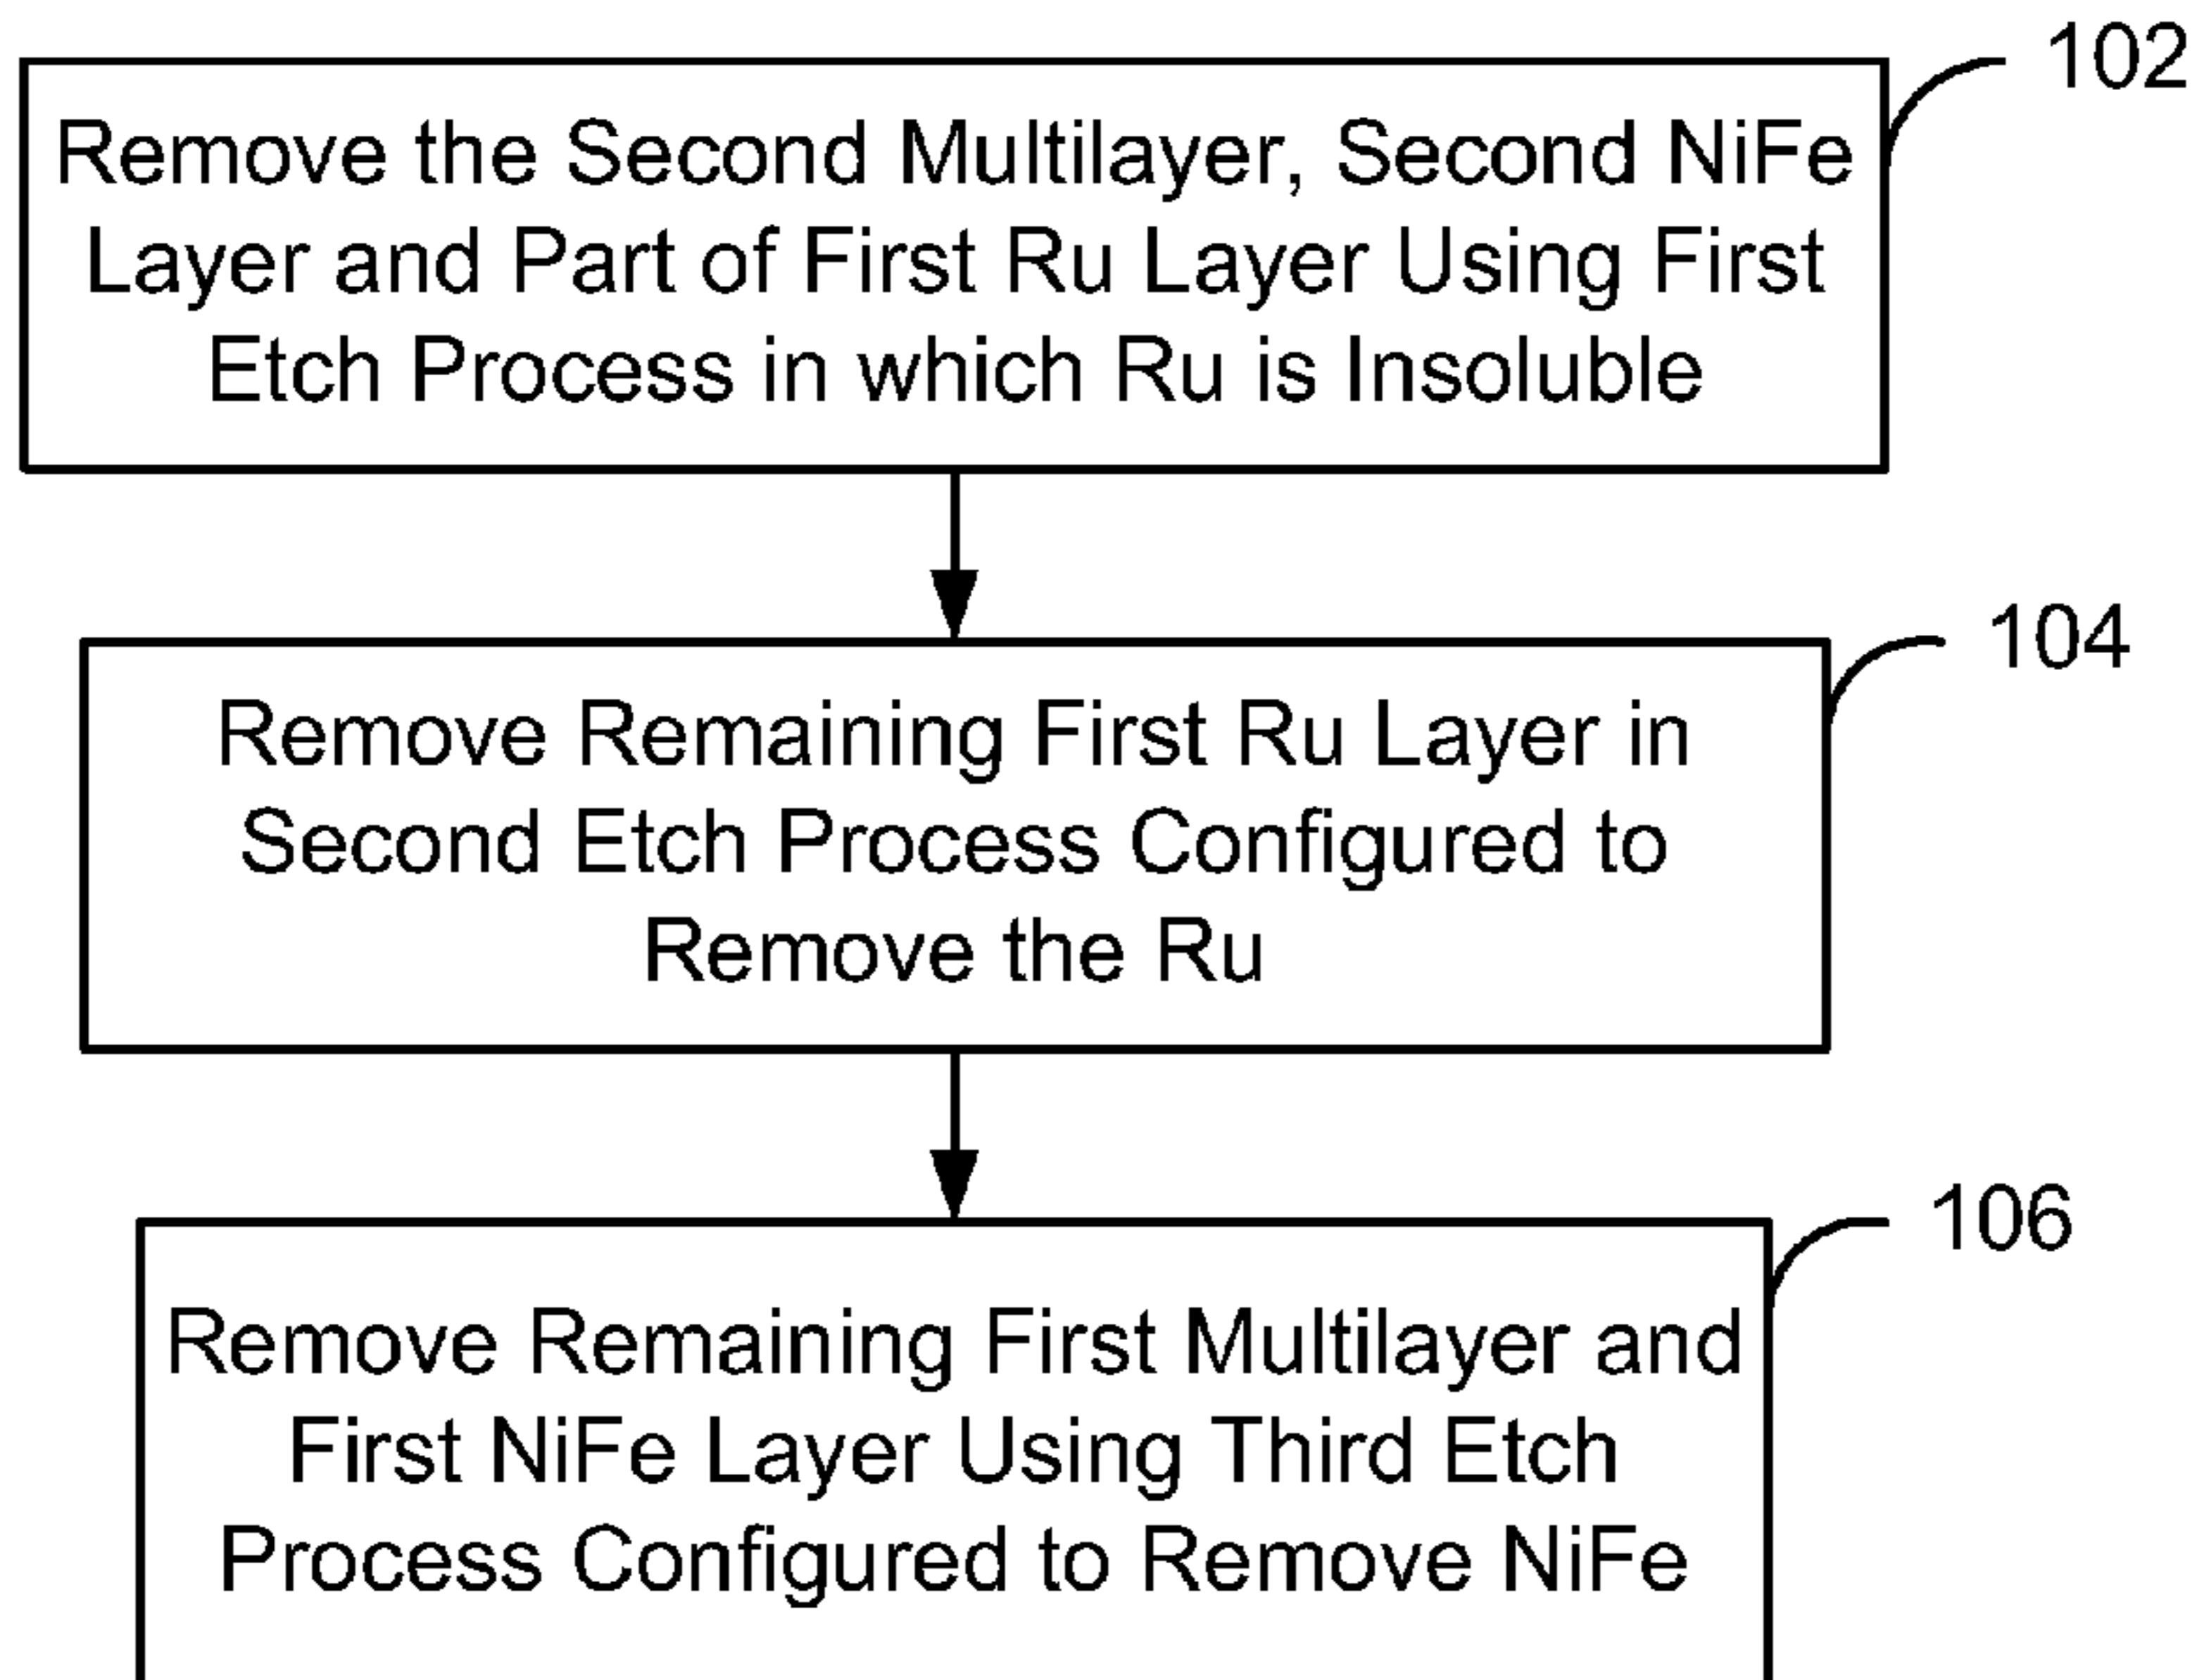 102
Remove the Second Multilayer, Second NiFe
Layer and Part of First Ru Layer Using First
Etch Process in which Ru is Insoluble
104
Remove Remaining First Ru Layer in
Second Etch Process Configured to
Remove the Ru
106
Remove Remaining First Multilayer and
First NiFe Layer Using Third Etch
Process Configured to Remove NiFe